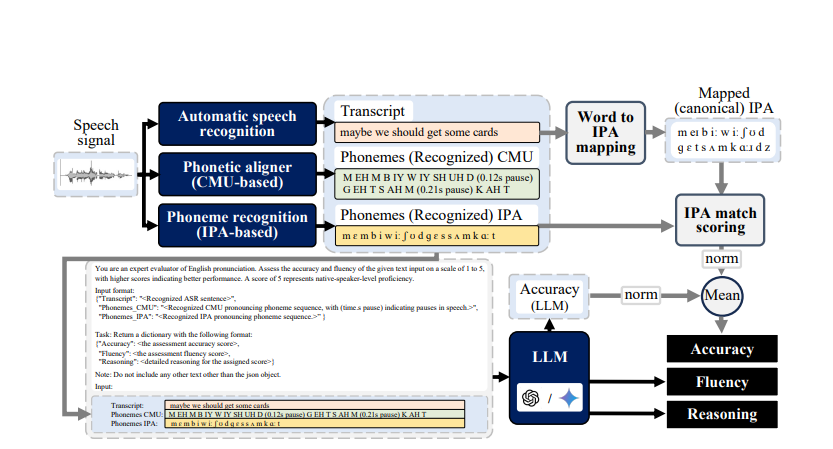 Speech
signal
Automatic speech
recognition
Phonetic aligner
(CMU-based)
Phoneme recognition
(IPA-based)
Transcript
maybe we should get some cards
Phonemes (Recognized) CMU
M EH M B IY W IY SH UH D (0.12s pause)
G EH T S AH M (0.21s pause) K AH T
Phonemes (Recognized) IPA
m ɛ m b i w i ː ʃ ʊ d ɡ ɛ s s ʌ m k ɑ ː t
Word to
IPA
mapping
Mapped
(canonical) IPA
m e ɪ b i ː w i ː ʃ ʊ d
ɡ ɛ t s ʌ m k ɑ ː ɹ d z
IPA match
scoring
norm
Mean
You are an expert evaluator of English pronunciation. Assess the accuracy and fluency of the given text input on a scale of 1 to 5,
with higher scores indicating better performance. A score of 5 represents native-speaker-level proficiency.
Input format:
{"Transcript": "<Recognized ASR sentence>",
"Phonemes_CMU": "<Recognized CMU pronouncing phoneme sequence, with (time.s pause) indicating pauses in speech.>",
"Phonemes_IPA": "<Recognized IPA pronouncing phoneme sequence.>" }
Task: Return a dictionary with the following format:
{"Accuracy": <the assessment accuracy score>,
"Fluency": <the assessment fluency score>,
"Reasoning": <detailed reasoning for the assigned score>}
Note: Do not include any other text other than the json object.
Input:
Transcript: maybe we should get some cards
Phonemes CMU: M EH M B IY W IY SH UH D (0.12s pause) G EH T S AH M (0.21s pause) K AH T
Phonemes IPA: m ɛ m b i w i ː ʃ ʊ d ɡ ɛ s s ʌ m k ɑ ː t
Accuracy
(LLM)
norm
LLM
/
Accuracy
Fluency
Reasoning